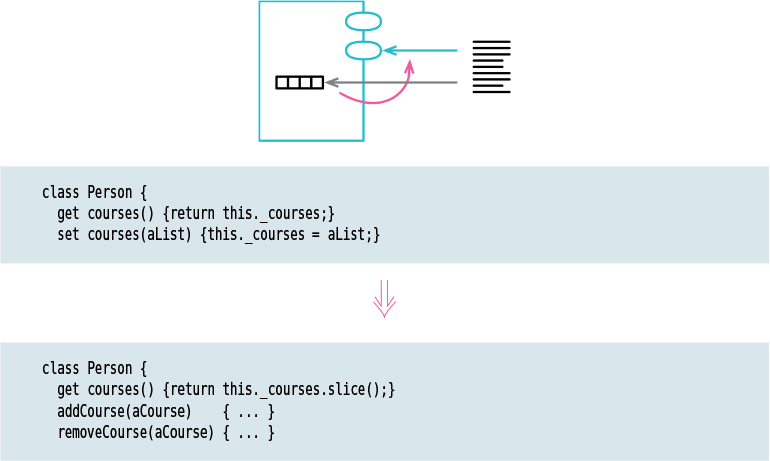 class Person {
  get courses() {return this._courses;}
  set courses(aList) {this._courses = aList;}
class Person {
  get courses() {return this._courses.slice();}
  addCourse(aCourse)    { ... }
  removeCourse(aCourse) { ... }